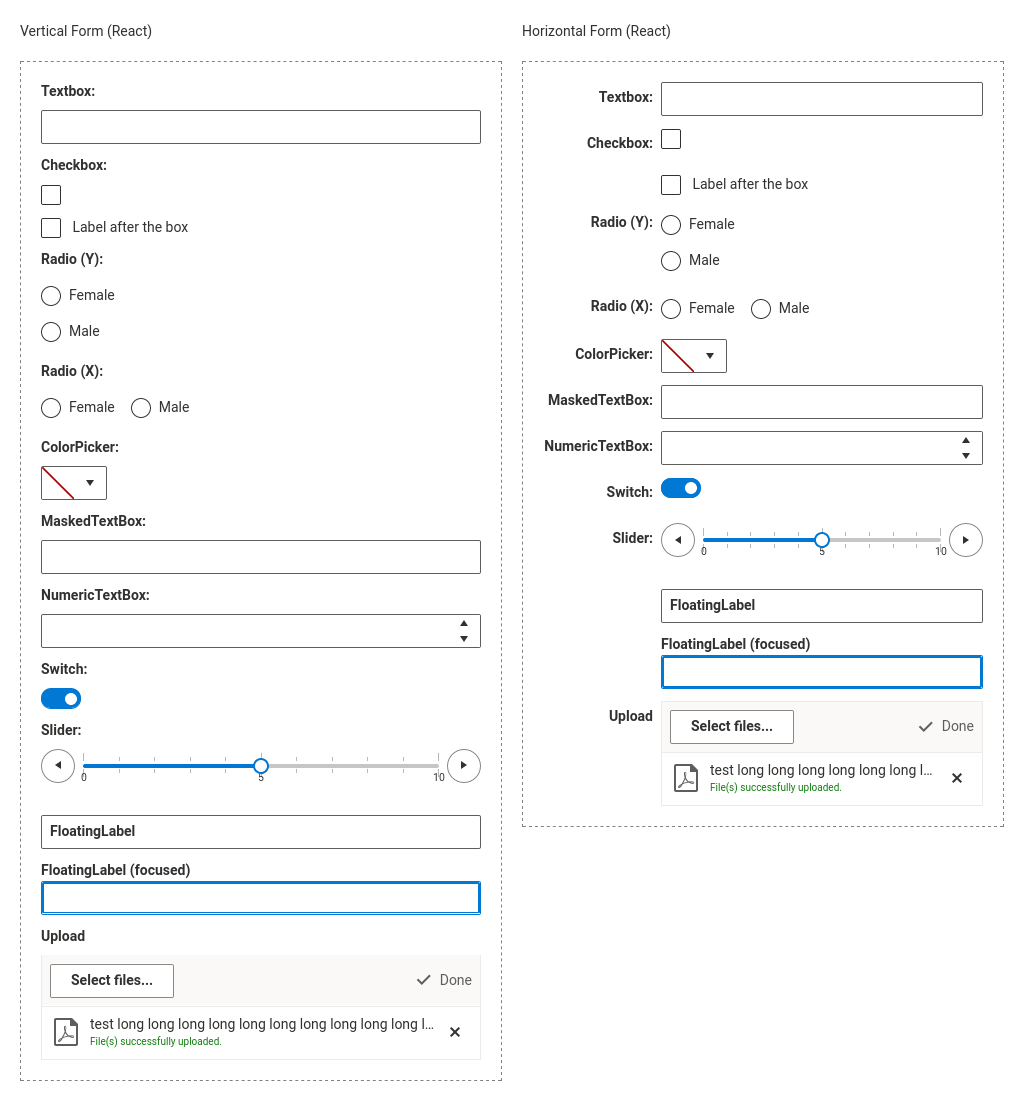 Vertical Form (React)
Textbox:
Checkbox:
Label after the box
Radio (Y):
Female
Male
Radio (X):
Female Male
ColorPicker:
MaskedTextBox:
NumericTextBox:
Switch:
Slider:
0 5 10
FloatingLabel
FloatingLabel (focused)
Upload
Select files... Done
test long long long long long long long long long long l...
File(s) successfully uploaded.
Horizontal Form (React)
Textbox:
Checkbox:
Label after the box
Radio (Y): Female
Male
Radio (X): Female Male
ColorPicker:
MaskedTextBox:
NumericTextBox:
Switch:
Slider:
0 5 10
FloatingLabel
FloatingLabel (focused)
Upload Select files... Done
test long long long long long long l...
File(s) successfully uploaded.